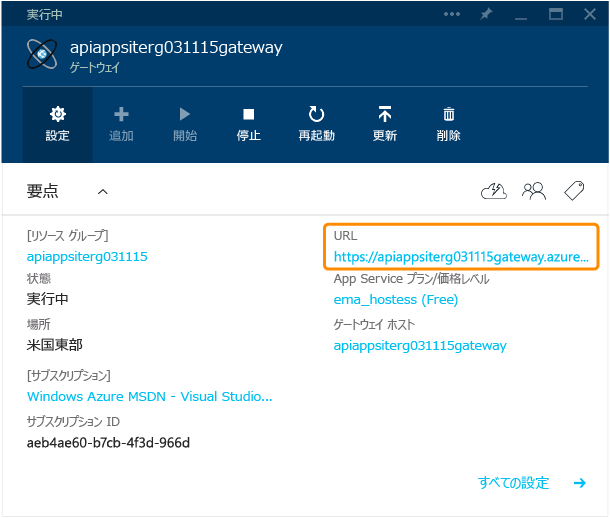 実行中
apiappsiterg031115gateway
ゲートウェイ
設定 追加 開始 停止 再起動 更新 削除
要点
[リソース グループ]
apiappsiterg031115
状態
実行中
場所
米国東部
[サブスクリプション]
Windows Azure MSDN - Visual Studio...
サブスクリプション ID
aeb4ae60-b7cb-4f3d-966d
URL
https://apiappsiterg031115gateway.azure...
App Service プラン/価格レベル
ema_hostess (Free)
ゲートウェイ ホスト
apiappsiterg031115gateway
すべての設定